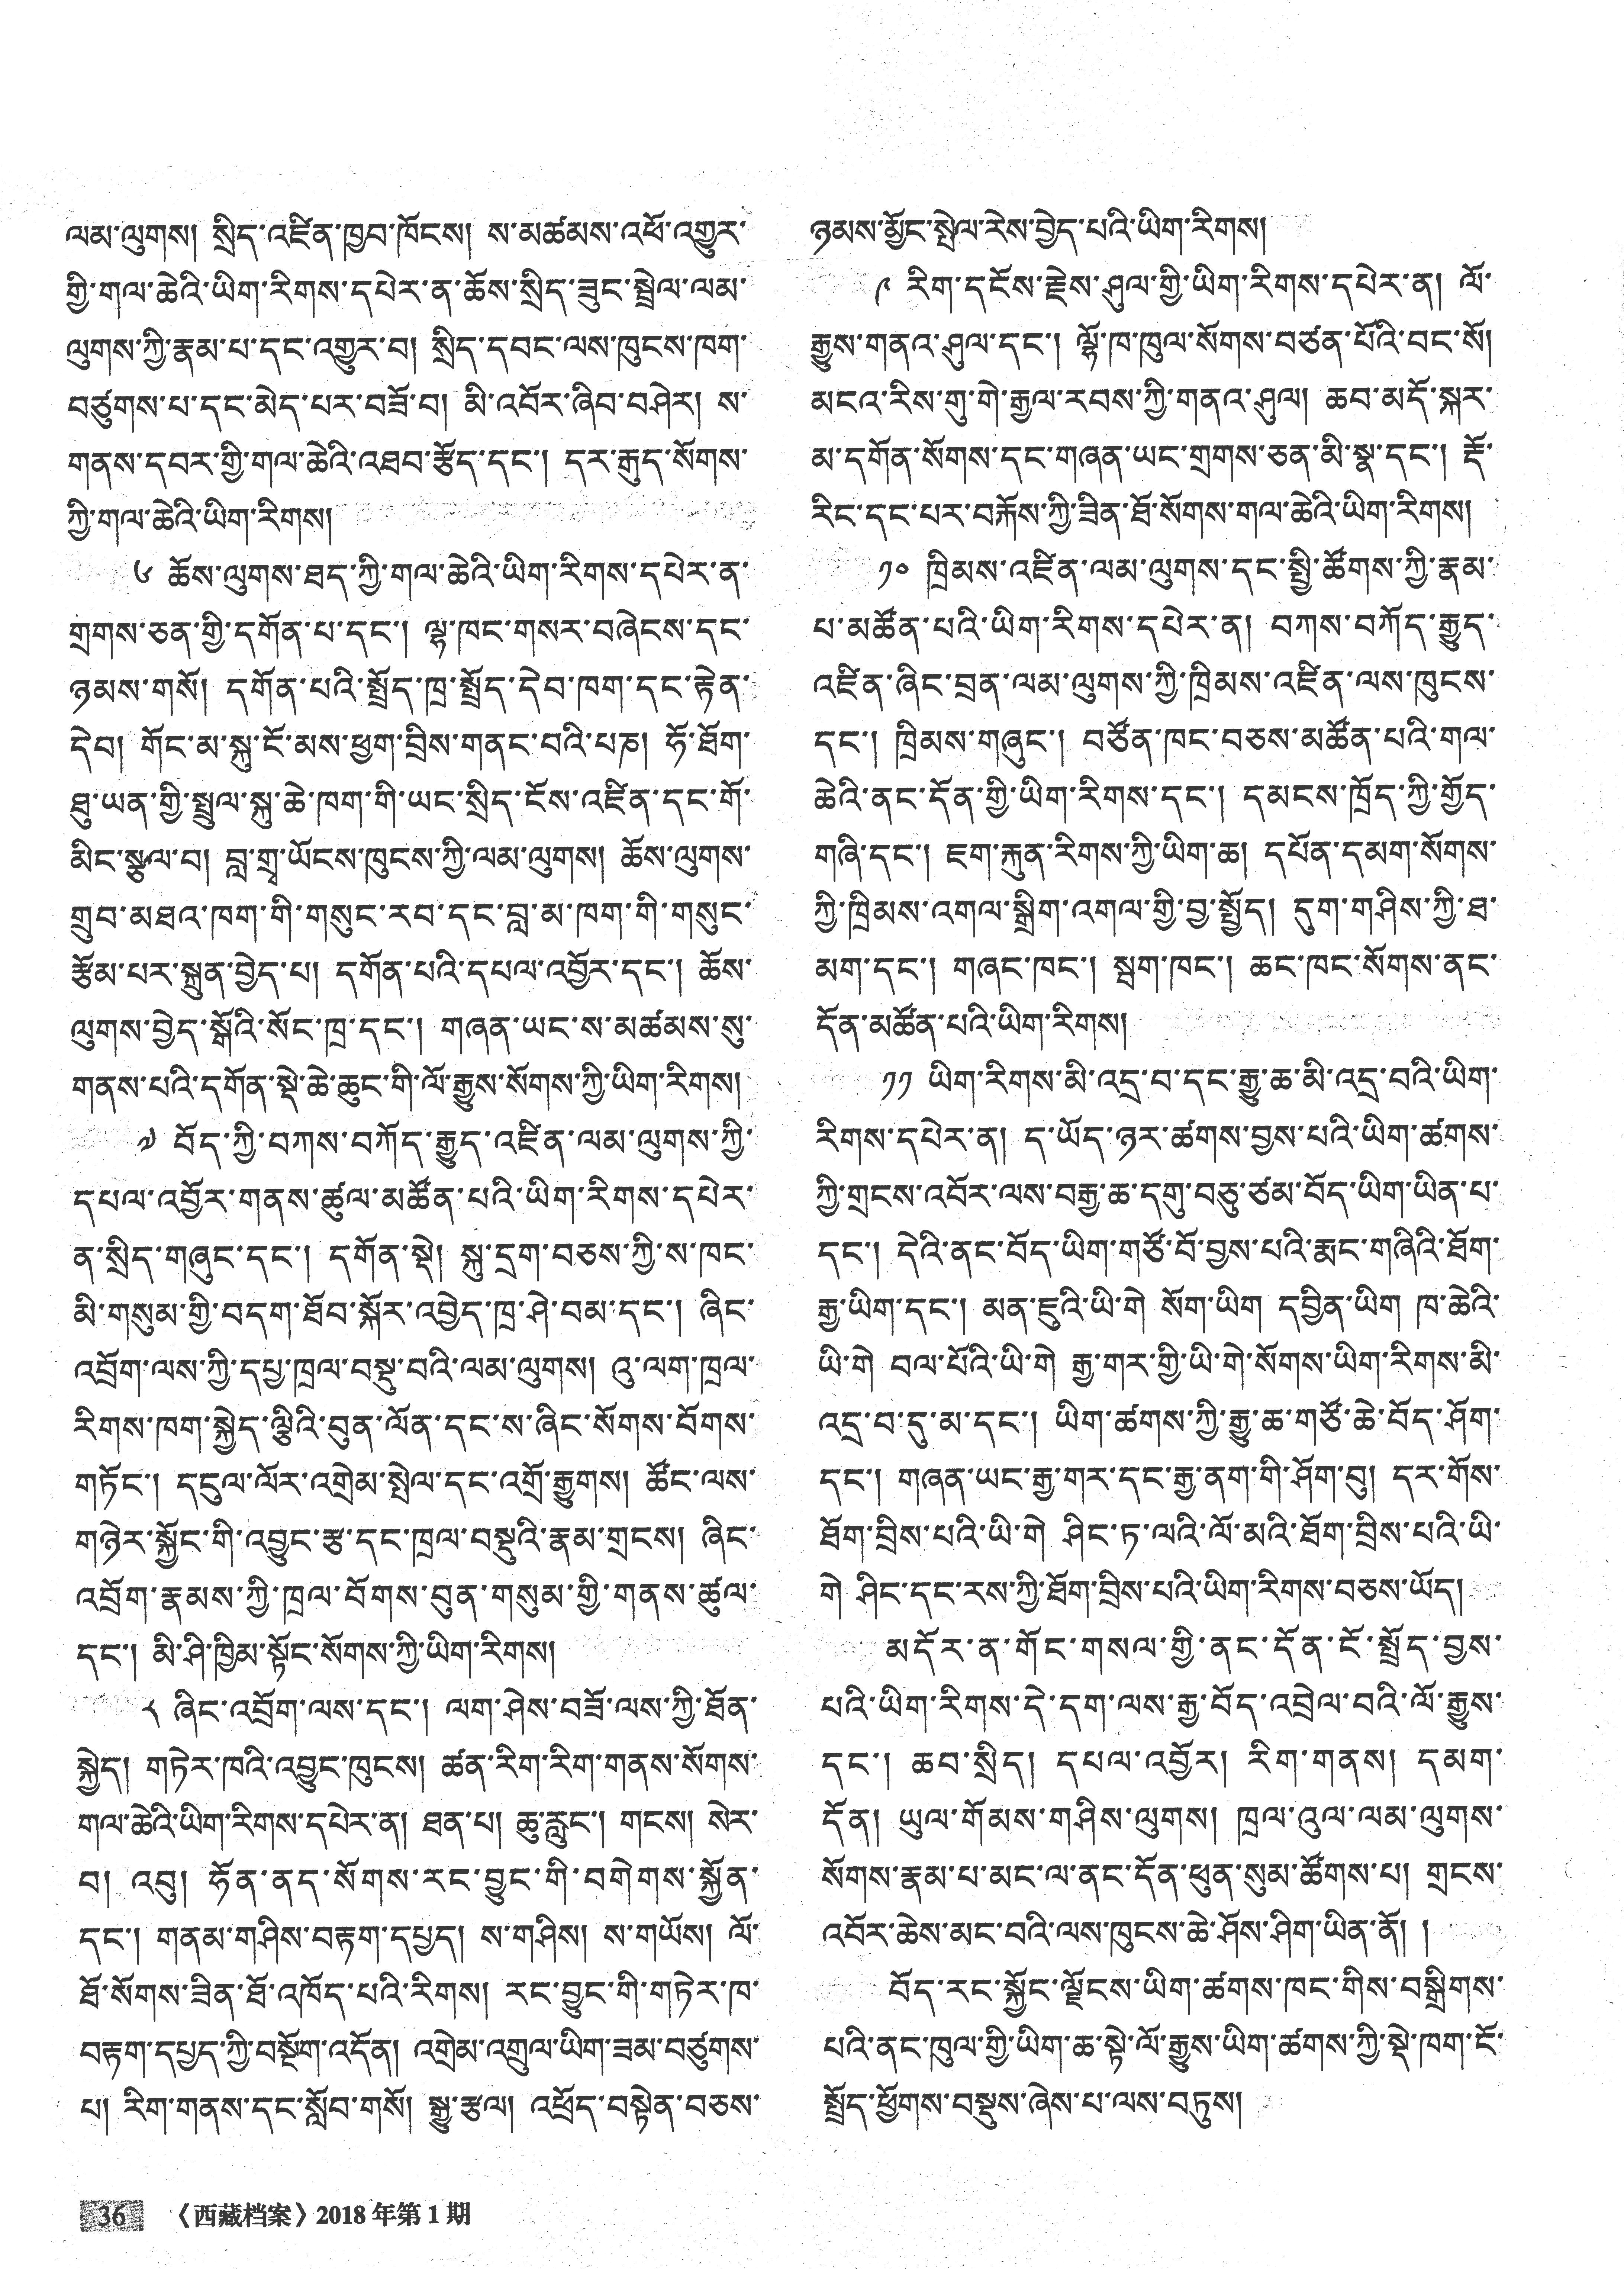 ལམ་ལུགས། སྲིད་འཛིན་ཁྱབ་ཁོངས། ས་མཚམས་འཕོ་འགྱུར་
གྱི་གལ་ཆེའི་ཡིག་རིགས་དཔེར་ན་ཆོས་སྲིད་ཟུང་སྦྲེལ་ལམ་
ལུགས་ཀྱི་རྣམ་པ་དང་འགྱུར་བ། སྲིད་དབང་ལས་ཁུངས་ཁག་
བཙུགས་པ་དང་མེད་པར་བཟོ་བ། མི་འབོར་ཞིབ་བཤེར། ས་
གནས་དབར་གྱི་གལ་ཆེའི་འཐབ་རྩོད་དང་། དར་རྒུད་སོགས་
ཀྱི་གལ་ཆེའི་ཡིག་རིགས།
༦ ཆོས་ལུགས་ཐད་ཀྱི་གལ་ཆེའི་ཡིག་རིགས་དཔེར་ན་
གྲགས་ཅན་གྱི་དགོན་པ་དང་། ལྷ་ཁང་གསར་བཞེངས་དང་
ཉམས་གསོ། དགོན་པའི་སྤྲོད་ཁྲ་སྤྲོད་དེབ་ཁག་དང་རྟེན་
དེབ། གོང་མ་སྐུ་ངོ་མས་ཕྱག་བྲིས་གནང་བའི་པཎ། ཧོ་ཐོག་
ཐུ་ཡན་གྱི་སྤྲུལ་སྐུ་ཆེ་ཁག་གི་ཡང་སྲིད་ངོས་འཛིན་དང་གོ་
མིང་སྩལ་བ། བླ་གྲྭ་ཡོངས་ཁུངས་ཀྱི་ལམ་ལུགས། ཆོས་ལུགས་
གྲུབ་མཐའ་ཁག་གི་གསུང་རབ་དང་བླ་མ་ཁག་གི་གསུང་
རྩོམ་པར་སྐྲུན་བྱེད་པ། དགོན་པའི་དཔལ་འབྱོར་དང་། ཆོས་
ལུགས་བྱེད་སྒོའི་སོང་ཁྲ་དང་། གཞན་ཡང་ས་མཚམས་སུ་
གནས་པའི་དགོན་སྡེ་ཆེ་ཆུང་གི་ལོ་རྒྱུས་སོགས་ཀྱི་ཡིག་རིགས།
༧ བོད་ཀྱི་བཀས་བཀོད་རྒྱུད་འཛིན་ལམ་ལུགས་ཀྱི་
དཔལ་འབྱོར་གནས་ཚུལ་མཚོན་པའི་ཡིག་རིགས་དཔེར་
ན་སྲིད་གཞུང་དང་། དགོན་སྡེ། སྐུ་དྲག་བཅས་ཀྱི་ས་ཁང་
མི་གསུམ་གྱི་བདག་ཐོབ་སྐོར་འབྱེད་ཁྲ་ཤེ་བམ་དང་། ཞིང་
འབྲོག་ལས་ཀྱི་དཔྱ་ཁྲལ་བསྡུ་བའི་ལམ་ལུགས། འུ་ལག་ཁྲལ་
རིགས་ཁག་སྐྱེད་ལྕིའི་བུན་ལོན་དང་ས་ཞིང་སོགས་བོགས་
གཏོང་། དངུལ་ལོར་འགྲེམ་སྤེལ་དང་འགྲོ་རྒྱུགས། ཚོང་ལས་
གཉེར་སྐྱོང་གི་འབྱུང་རྩ་དང་ཁྲལ་བསྡུའི་རྣམ་གྲངས། ཞིང་
འབྲོག་རྣམས་ཀྱི་ཁྲལ་བོགས་བུན་གསུམ་གྱི་གནས་ཚུལ་
དང་། མི་ཤི་ཁྱིམ་སྟོང་སོགས་ཀྱི་ཡིག་རིགས།
༨ ཞིང་འབྲོག་ལས་དང་། ལག་ཤེས་བཟོ་ལས་ཀྱི་ཐོན་
སྐྱེད། གཏེར་ཁའི་འབྱུང་ཁུངས། ཚན་རིག་རིག་གནས་སོགས་
གལ་ཆེའི་ཡིག་རིགས་དཔེར་ན། ཐན་པ། ཆུ་རླུང་། གངས། སེར་
བ། འབུ། ཧོན་ནད་སོགས་རང་བྱུང་གི་བགེགས་སྐྱོན་
དང་། གནམ་གཤིས་བརྟག་དཔྱད། ས་གཤིས། ས་གཡོས། ལོ་
ཐོ་སོགས་ཟིན་ཐོ་འཁོད་པའི་རིགས། རང་བྱུང་གི་གཏེར་ཁ་
བརྟག་དཔྱད་ཀྱི་བསྔོག་འདོན། འགྲེམ་འགྲུལ་ཡིག་ཟམ་བཙུགས་
པ། རིག་གནས་དང་སློབ་གསོ། སྒྱུ་རྩལ། འཕྲོད་བསྟེན་བཅས་
ཉམས་མྱོང་སྤེལ་རེས་བྱེད་པའི་ཡིག་རིགས།
༩ རིག་དངོས་རྗེས་ཤུལ་གྱི་ཡིག་རིགས་དཔེར་ན། ལོ་
རྒྱུས་གནའ་ཤུལ་དང་། ལྷོ་ཁ་ཁུལ་སོགས་བཙན་པོའི་བང་སོ།
མངའ་རིས་གུ་གེ་རྒྱལ་རབས་ཀྱི་གནའ་ཤུལ། ཆབ་མདོ་སྐར་
མ་དགོན་སོགས་དང་གཞན་ཡང་གྲགས་ཅན་མི་སྣ་དང་། རྡོ་
རིང་དང་པར་བརྐོས་ཀྱི་ཟིན་ཐོ་སོགས་གལ་ཆེའི་ཡིག་རིགས།
༡༠ ཁྲིམས་འཛིན་ལམ་ལུགས་དང་སྤྱི་ཚོགས་ཀྱི་རྣམ་
པ་མཚོན་པའི་ཡིག་རིགས་དཔེར་ན། བཀས་བཀོད་རྒྱུད་
འཛིན་ཞིང་བྲན་ལམ་ལུགས་ཀྱི་ཁྲིམས་འཛིན་ལས་ཁུངས་
དང་། ཁྲིམས་གཞུང་། བཙོན་ཁང་བཅས་མཚོན་པའི་གལ་
ཆེའི་ནང་དོན་གྱི་ཡིག་རིགས་དང་། དམངས་ཁྲོད་ཀྱི་གྱོད་
གཞི་དང་། ཇག་རྐུན་རིགས་ཀྱི་ཡིག་ཆ། དཔོན་དམག་སོགས་
ཀྱི་ཁྲིམས་འགལ་སྒྲིག་འགལ་གྱི་བྱ་སྤྱོད། དུག་གཤིས་ཀྱི་ཐ་
མག་དང་། གཞང་ཁང་། སྦག་ཁང་། ཆང་ཁང་སོགས་ནང་
དོན་མཚོན་པའི་ཡིག་རིགས།
༡༡ ཡིག་རིགས་མི་འདྲ་བ་དང་རྒྱུ་ཆ་མི་འདྲ་བའི་ཡིག་
རིགས་དཔེར་ན། ད་ཡོད་ཉར་ཚགས་བྱས་པའི་ཡིག་ཚགས་
ཀྱི་གྲངས་འབོར་ལས་བརྒྱ་ཆ་དགུ་བཅུ་ཙམ་བོད་ཡིག་ཡིན་པ་
དང་། དེའི་ནང་བོད་ཡིག་གཙོ་བོ་བྱས་པའི་རྨང་གཞིའི་ཐོག་
རྒྱ་ཡིག་དང་། མན་ཇུའི་ཡི་གེ སོག་ཡིག དབྱིན་ཡིག ཁ་ཆེའི་
ཡི་གེ བལ་པོའི་ཡི་གེ རྒྱ་གར་གྱི་ཡི་གེ་སོགས་ཡིག་རིགས་མི་
འདྲ་བ་དུ་མ་དང་། ཡིག་ཚགས་ཀྱི་རྒྱུ་ཆ་གཙོ་ཆེ་བོད་ཤོག་
དང་། གཞན་ཡང་རྒྱ་གར་དང་རྒྱ་ནག་གི་ཤོག་བུ། དར་གོས་
ཐོག་བྲིས་པའི་ཡི་གེ ཤིང་ཏ་ལའི་ལོ་མའི་ཐོག་བྲིས་པའི་ཡི་
གེ ཤིང་དང་རས་ཀྱི་ཐོག་བྲིས་པའི་ཡིག་རིགས་བཅས་ཡོད།
མདོར་ན་གོང་གསལ་གྱི་ནང་དོན་ངོ་སྤྲོད་བྱས་
པའི་ཡིག་རིགས་དེ་དག་ལས་རྒྱ་བོད་འབྲེལ་བའི་ལོ་རྒྱུས་
དང་། ཆབ་སྲིད། དཔལ་འབྱོར། རིག་གནས། དམག་
དོན། ཡུལ་གོམས་གཤིས་ལུགས། ཁྲལ་འུལ་ལམ་ལུགས་
སོགས་རྣམ་པ་མང་ལ་ནང་དོན་ཕུན་སུམ་ཚོགས་པ། གྲངས་
འབོར་ཆེས་མང་བའི་ལས་ཁུངས་ཆེ་ཤོས་ཤིག་ཡིན་ནོ། །
བོད་རང་སྐྱོང་ལྗོངས་ཡིག་ཚགས་ཁང་གིས་བསྒྲིགས་
པའི་ནང་ཁུལ་གྱི་ཡིག་ཆ་སྟེ་ལོ་རྒྱུས་ཡིག་ཚགས་ཀྱི་སྡེ་ཁག་ངོ་
སྤྲོད་ཕྱོགས་བསྡུས་ཞེས་པ་ལས་བཏུས།
36 《西藏档案》2018 年第 1 期